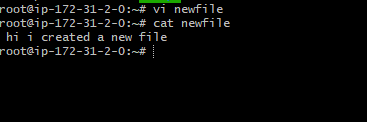 root@ip-172-31-2-0:~# vi newfile
root@ip-172-31-2-0:~# cat newfile
hi i created a new file
root@ip-172-31-2-0:~#